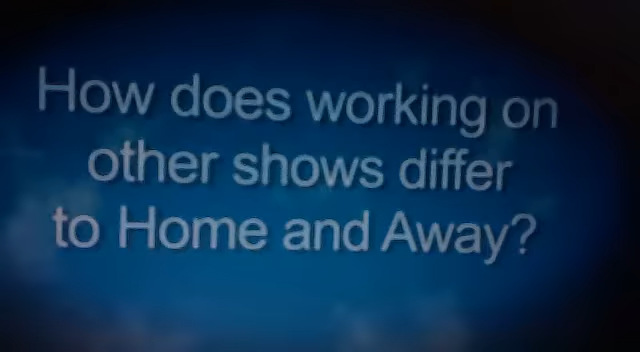 How does working on
other shows differ
to Home and Away?